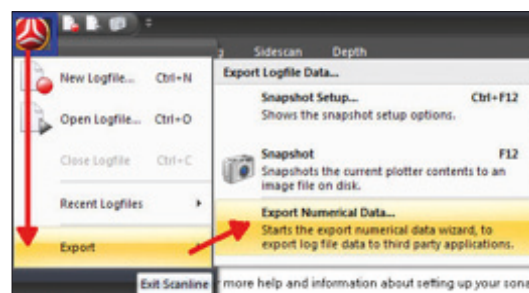 Sidescan Depth
New Logfile... Ctrl+N
Open Logfile... Ctrl+O
Close Logfile Ctrl+C
Recent Logfiles
Export
Exit Scanline
Export Logfile Data...
Snapshot Setup... Ctrl+F12
Shows the snapshot setup options.
Snapshot F12
Snapshots the current plotter contents to an
image file on disk.
Export Numerical Data...
Starts the export numerical data wizard, to
export log file data to third party applications.
more help and information about setting up your